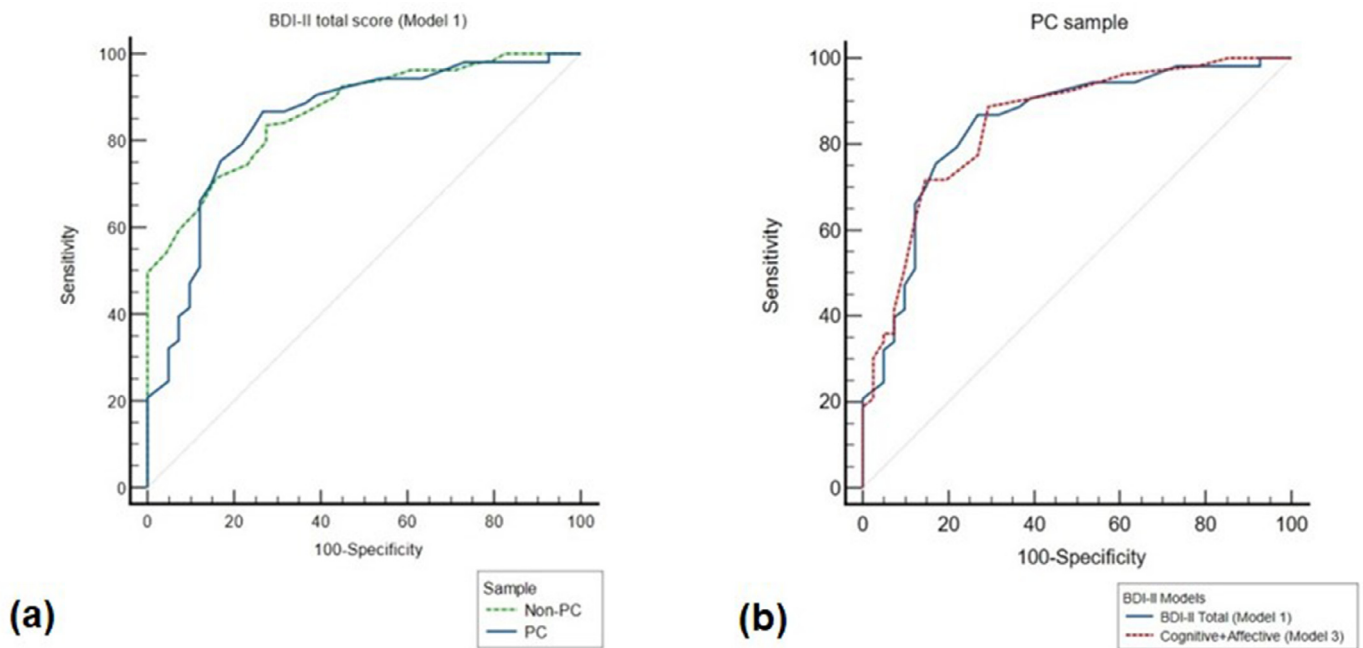 BDI-II total score (Model 1)
100
80
60
40
20
0
Sensitivity
0 20 40 60 80 100
100-Specificity
Sample
Non-PC
PC
(a)
PC sample
100
80
60
40
20
0
Sensitivity
0 20 40 60 80 100
100-Specificity
BDI-II Models
BDI-II Total (Model 1)
Cognitive+Affective (Model 3)
(b)